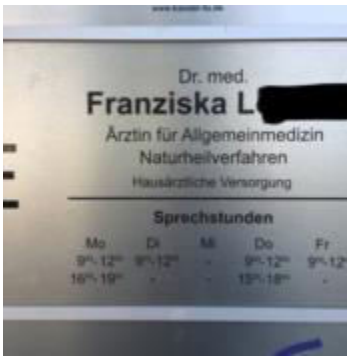 Dr. med.
Franziska L
Ärztin für Allgemeinmedizin
Naturheilverfahren
Hausärztliche Versorgung
Sprechstunden
Mo Di Mi Do Fr
9⁰⁰-12⁰⁰ 9⁰⁰-12⁰⁰ - 9⁰⁰-12⁰⁰ 9⁰⁰-12
16⁰⁰-19⁰⁰ - - 15⁰⁰-18⁰⁰ -